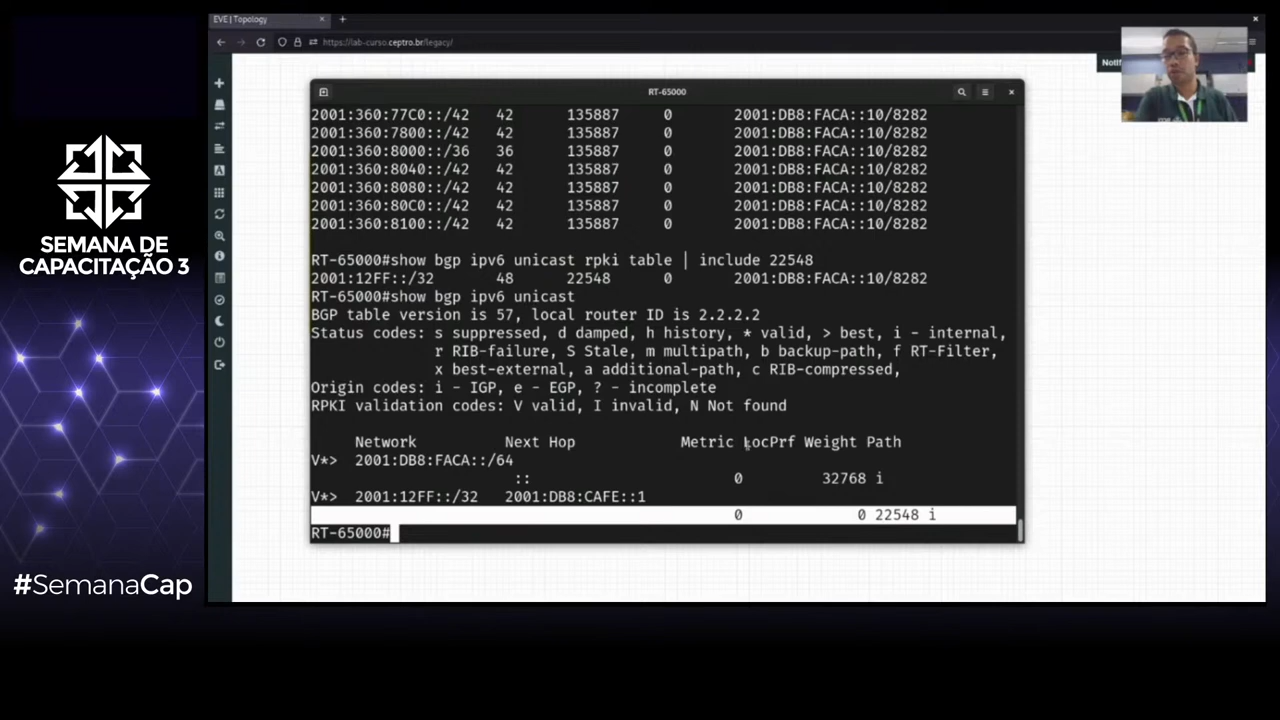 EVE | Topology
https://lab-curso.ceptro.br/legacy/
RT-65000
2001:360:77C0::/42 42 135887 0 2001:DB8:FACA::10/8282
2001:360:7800::/42 42 135887 0 2001:DB8:FACA::10/8282
2001:360:8000::/36 36 135887 0 2001:DB8:FACA::10/8282
2001:360:8040::/42 42 135887 0 2001:DB8:FACA::10/8282
2001:360:8080::/42 42 135887 0 2001:DB8:FACA::10/8282
2001:360:80C0::/42 42 135887 0 2001:DB8:FACA::10/8282
2001:360:8100::/42 42 135887 0 2001:DB8:FACA::10/8282
RT-65000#show bgp ipv6 unicast rpki table | include 22548
2001:12FF::/32 48 22548 0 2001:DB8:FACA::10/8282
RT-65000#show bgp ipv6 unicast
BGP table version is 57, local router ID is 2.2.2.2
Status codes: s suppressed, d damped, h history, * valid, > best, i - internal,
r RIB-failure, S Stale, m multipath, b backup-path, f RT-Filter,
x best-external, a additional-path, c RIB-compressed,
Origin codes: i - IGP, e - EGP, ? - incomplete
RPKI validation codes: V valid, I invalid, N Not found
Network Next Hop Metric LocPrf Weight Path
V*> 2001:DB8:FACA::/64
:: 0 32768 i
V*> 2001:12FF::/32 2001:DB8:CAFE::1
0 0 22548 i
RT-65000#
SEMANA DE
CAPACITAÇÃO 3
#SemanaCap